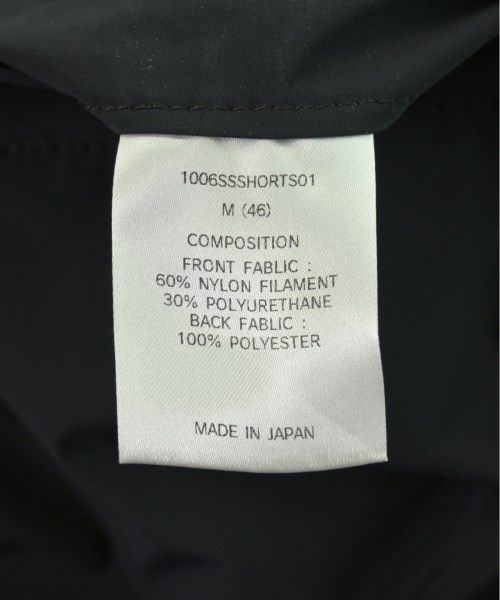 1006SSSHORTS01
M (46)
COMPOSITION
FRONT FABLIC :
60% NYLON FILAMENT
30% POLYURETHANE
BACK FABLIC :
100% POLYESTER
MADE IN JAPAN